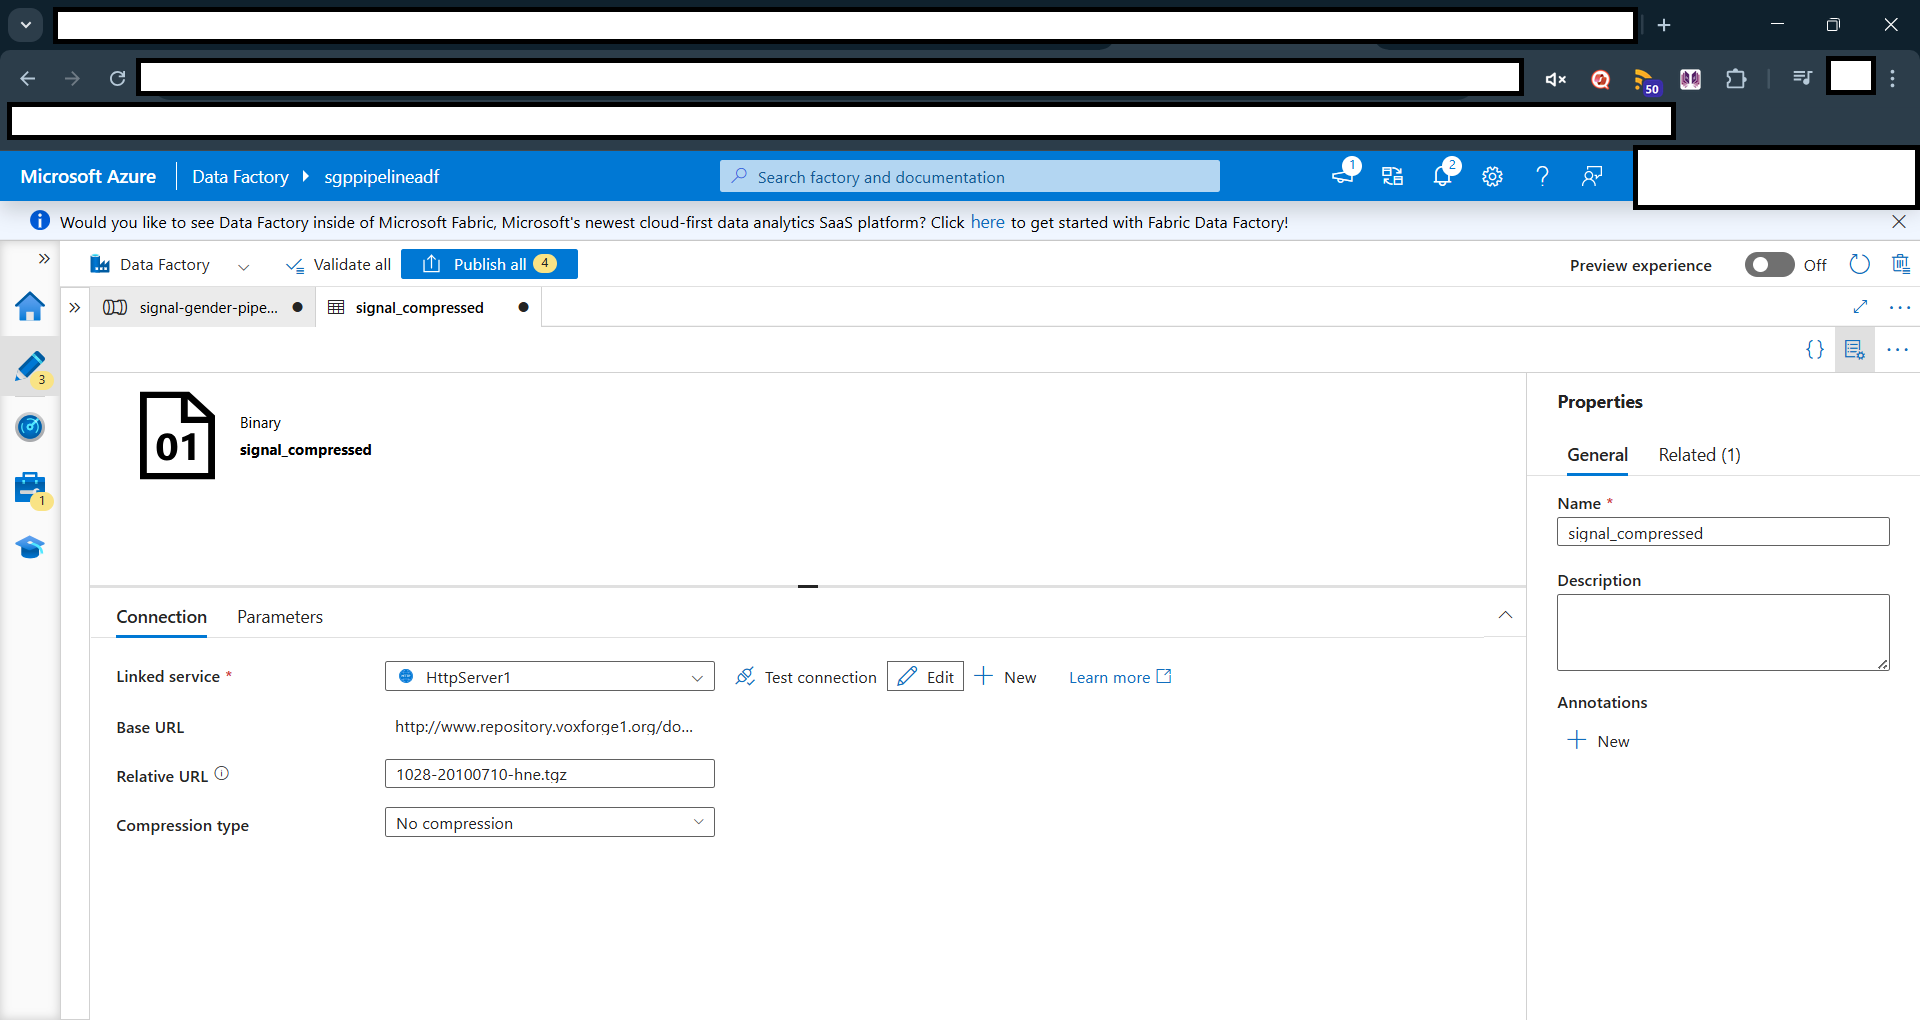 50
Microsoft Azure Data Factory sgppipelineadf Search factory and documentation 1 2
Would you like to see Data Factory inside of Microsoft Fabric, Microsoft's newest cloud-first data analytics SaaS platform? Click here to get started with Fabric Data Factory!
Data Factory Validate all Publish all 4 Preview experience Off
signal-gender-pipe... signal_compressed
3
Binary
01 signal_compressed
1
Properties
General Related (1)
Name *
signal_compressed
Description
Annotations
New
Connection Parameters
Linked service * HttpServer1 Test connection Edit New Learn more
Base URL http://www.repository.voxforge1.org/do...
Relative URL 1028-20100710-hne.tgz
Compression type No compression